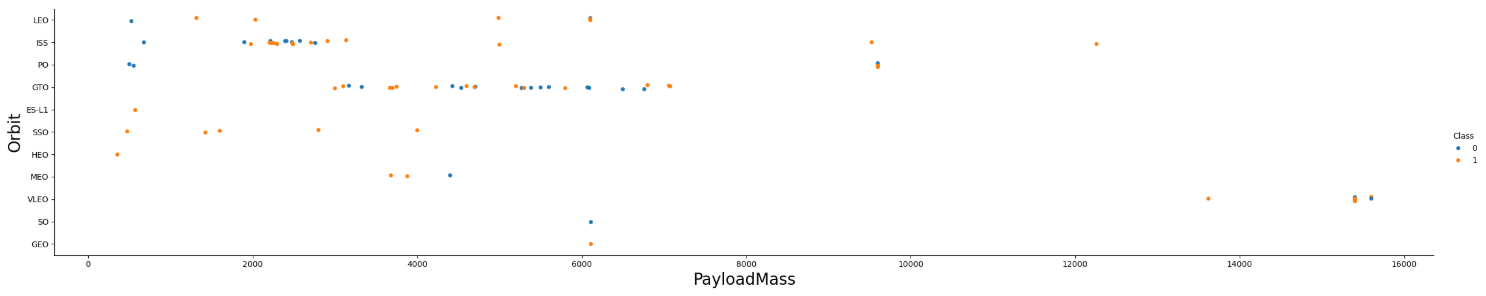 LEO
ISS
PO
GTO
ES-L1
SSO
HEO
MEO
VLEO
SO
GEO
Orbit
0 2000 4000 6000 8000 10000 12000 14000 16000
PayloadMass
Class
0
1